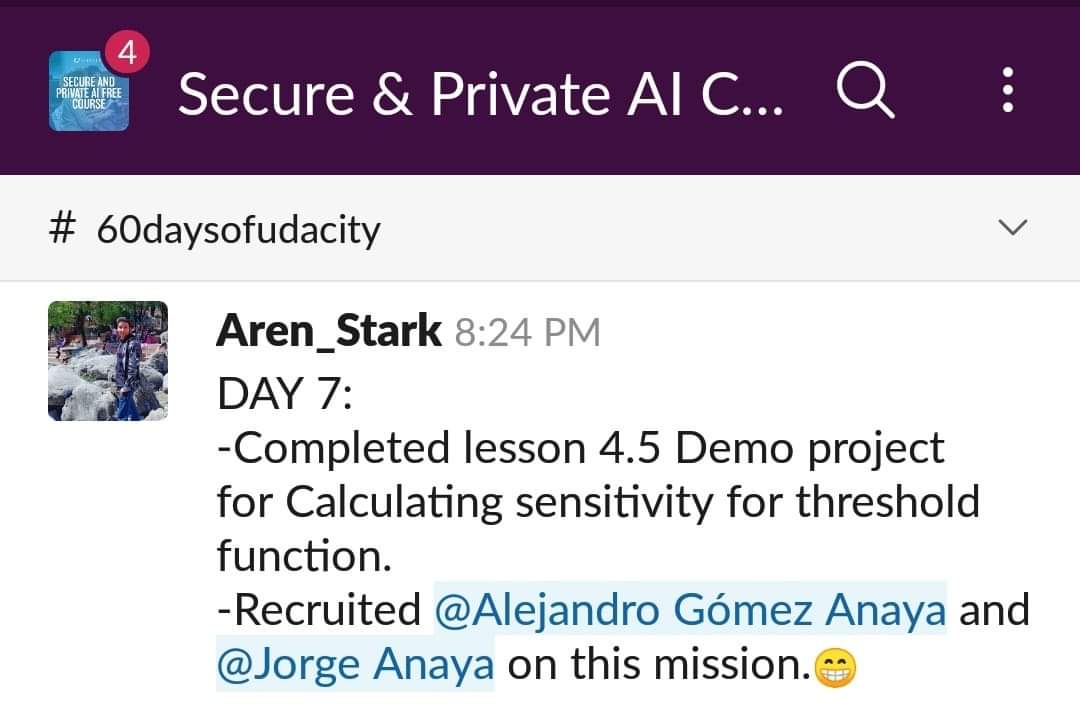 4
SECURE AND
PRIVATE AI FREE
COURSE
Secure & Private AI C...
# 60daysofudacity
Aren_Stark 8:24 PM
DAY 7:
-Completed lesson 4.5 Demo project
for Calculating sensitivity for threshold
function.
-Recruited @Alejandro Gómez Anaya and
@Jorge Anaya on this mission.😁